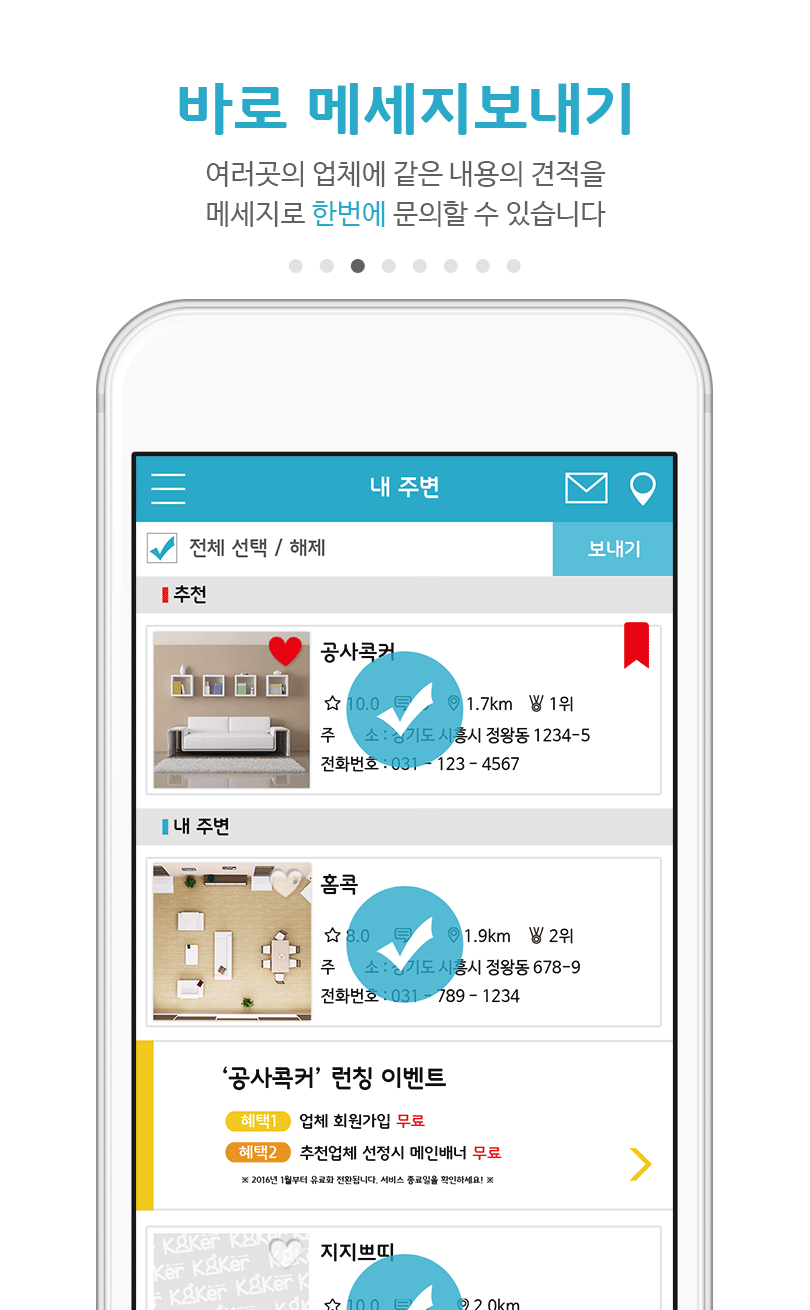 바로 메세지보내기
여러곳의 업체에 같은 내용의 견적을
메세지로 한번에 문의할 수 있습니다
내 주변
전체 선택 / 해제
보내기
추천
공사콕커
10.0 1.7km 1위
주 소 : 경기도 시흥시 정왕동 1234-5
전화번호 : 031 - 123 - 4567
내 주변
홈콕
8.0 1.9km 2위
주 소 : 경기도 시흥시 정왕동 678-9
전화번호 : 031 - 789 - 1234
‘공사콕커’ 런칭 이벤트
혜택1 업체 회원가입 무료
혜택2 추천업체 선정시 메인배너 무료
※ 2016년 1월부터 유료화 전환됩니다. 서비스 종료일을 확인하세요! ※
지지쁘띠
10.0 2.0km